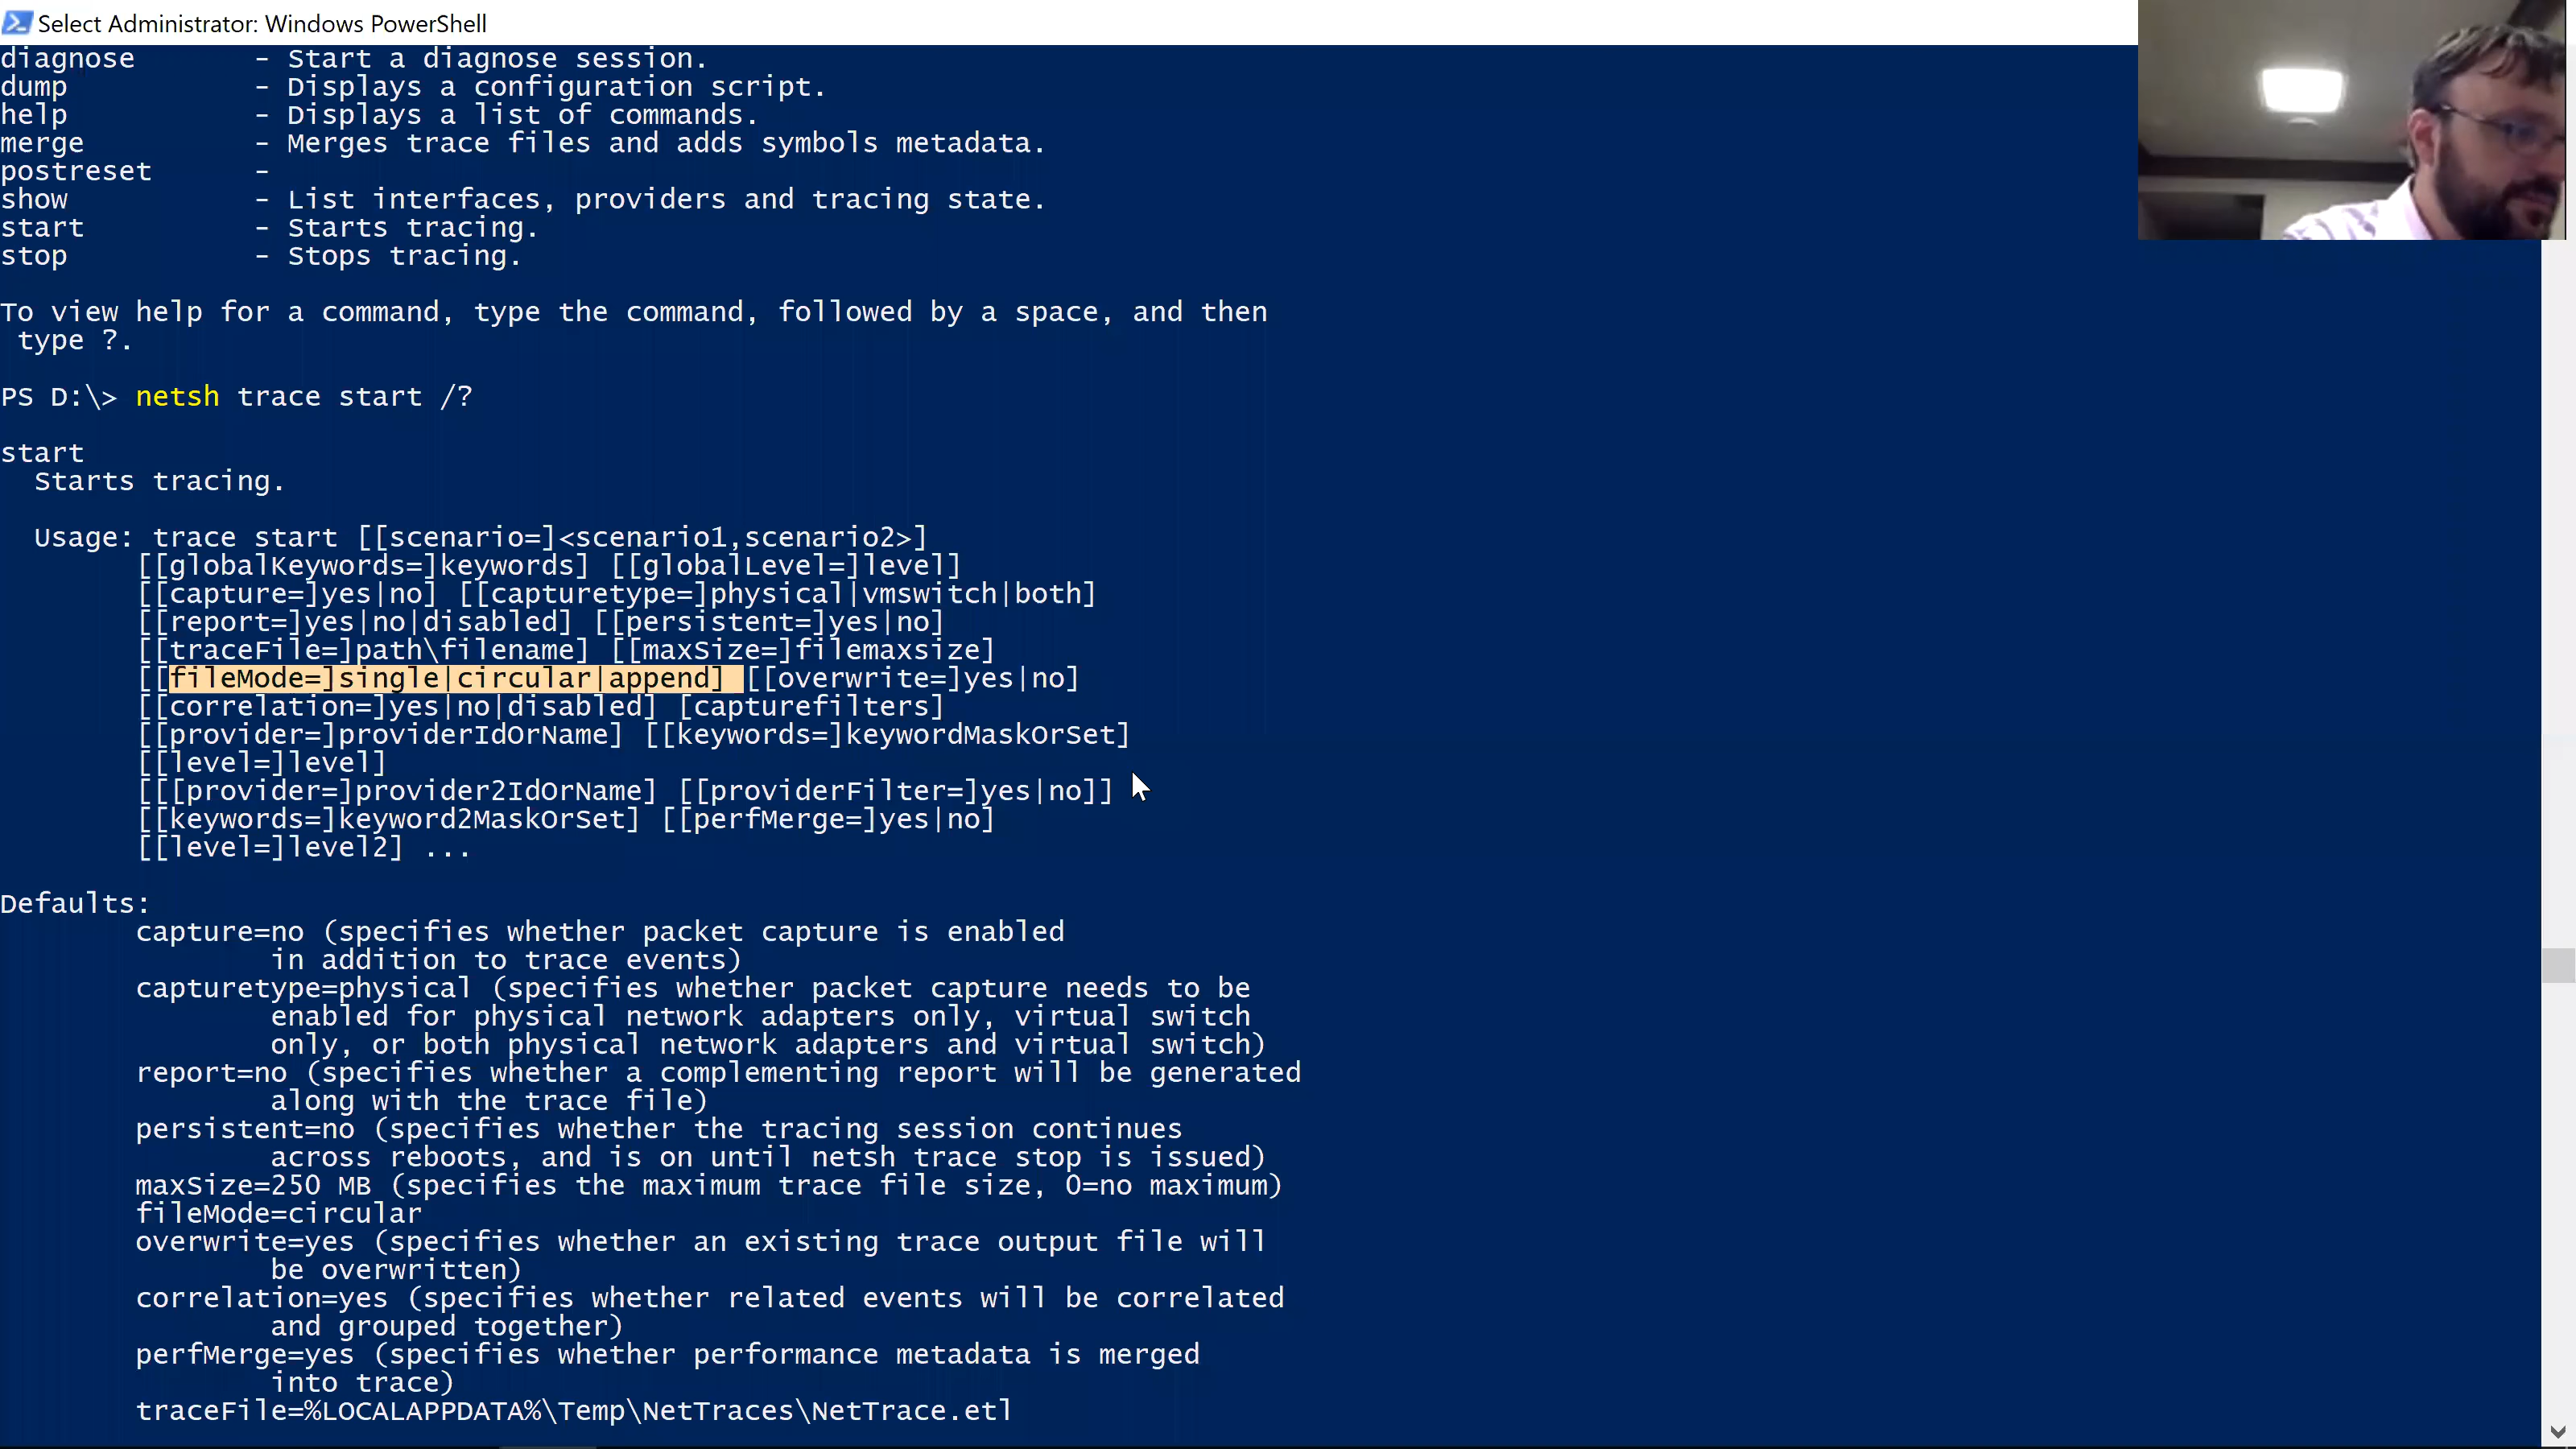 Select Administrator: Windows PowerShell
diagnose       - Start a diagnose session.
dump           - Displays a configuration script.
help           - Displays a list of commands.
merge          - Merges trace files and adds symbols metadata.
postreset      -
show           - List interfaces, providers and tracing state.
start          - Starts tracing.
stop           - Stops tracing.
To view help for a command, type the command, followed by a space, and then
 type ?.
PS D:\> netsh trace start /?
start
  Starts tracing.
  Usage: trace start [[scenario=]<scenario1,scenario2>]
        [[globalKeywords=]keywords] [[globalLevel=]level]
        [[capture=]yes|no] [[capturetype=]physical|vmswitch|both]
        [[report=]yes|no|disabled] [[persistent=]yes|no]
        [[traceFile=]path\filename] [[maxSize=]filemaxsize]
        [[fileMode=]single|circular|append] [[overwrite=]yes|no]
        [[correlation=]yes|no|disabled] [capturefilters]
        [[provider=]providerIdOrName] [[keywords=]keywordMaskOrSet]
        [[level=]level]
        [[[provider=]provider2IdOrName] [[providerFilter=]yes|no]]
        [[keywords=]keyword2MaskOrSet] [[perfMerge=]yes|no]
        [[level=]level2] ...
Defaults:
        capture=no (specifies whether packet capture is enabled
                in addition to trace events)
        capturetype=physical (specifies whether packet capture needs to be
                enabled for physical network adapters only, virtual switch
                only, or both physical network adapters and virtual switch)
        report=no (specifies whether a complementing report will be generated
                along with the trace file)
        persistent=no (specifies whether the tracing session continues
                across reboots, and is on until netsh trace stop is issued)
        maxSize=250 MB (specifies the maximum trace file size, 0=no maximum)
        fileMode=circular
        overwrite=yes (specifies whether an existing trace output file will
                be overwritten)
        correlation=yes (specifies whether related events will be correlated
                and grouped together)
        perfMerge=yes (specifies whether performance metadata is merged
                into trace)
        traceFile=%LOCALAPPDATA%\Temp\NetTraces\NetTrace.etl